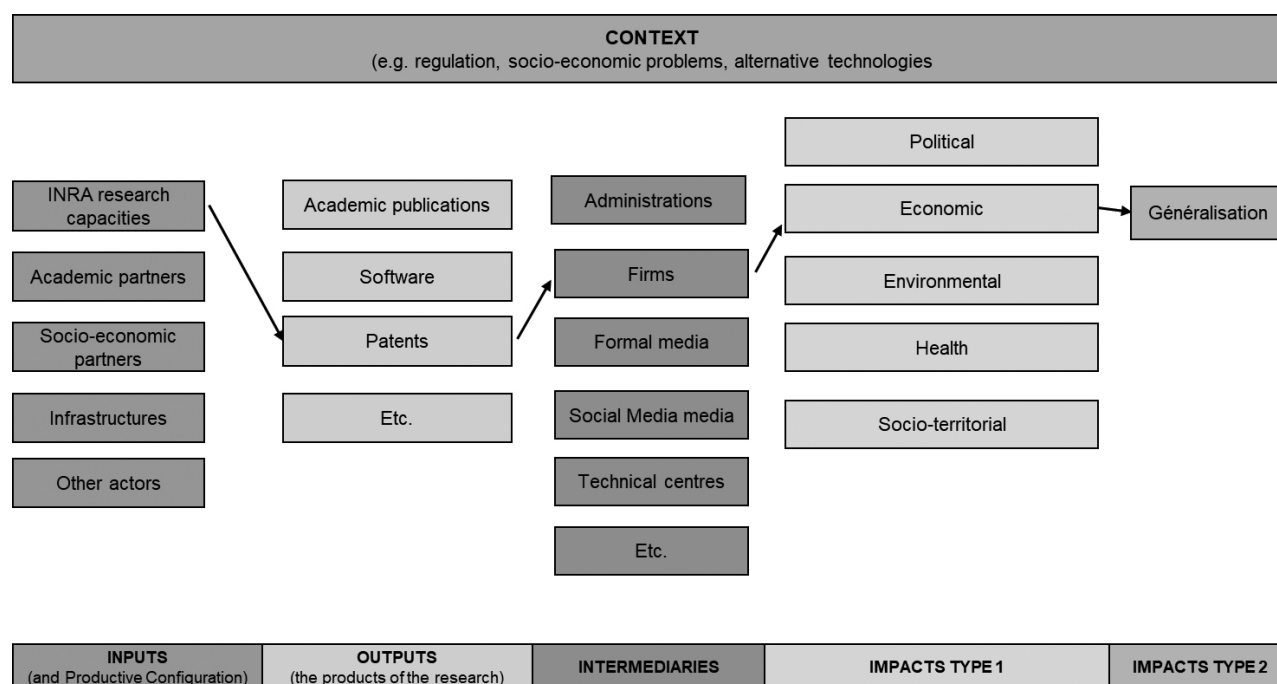 CONTEXT
(e.g. regulation, socio-economic problems, alternative technologies
INRA research
capacities
Academic partners
Socio-economic
partners
Infrastructures
Other actors
Academic publications
Software
Patents
Etc.
Administrations
Firms
Formal media
Social Media media
Technical centres
Etc.
Political
Economic
Environmental
Health
Socio-territorial
Généralisation
INPUTS
(and Productive Configuration)
OUTPUTS
(the products of the research)
INTERMEDIARIES
IMPACTS TYPE 1
IMPACTS TYPE 2